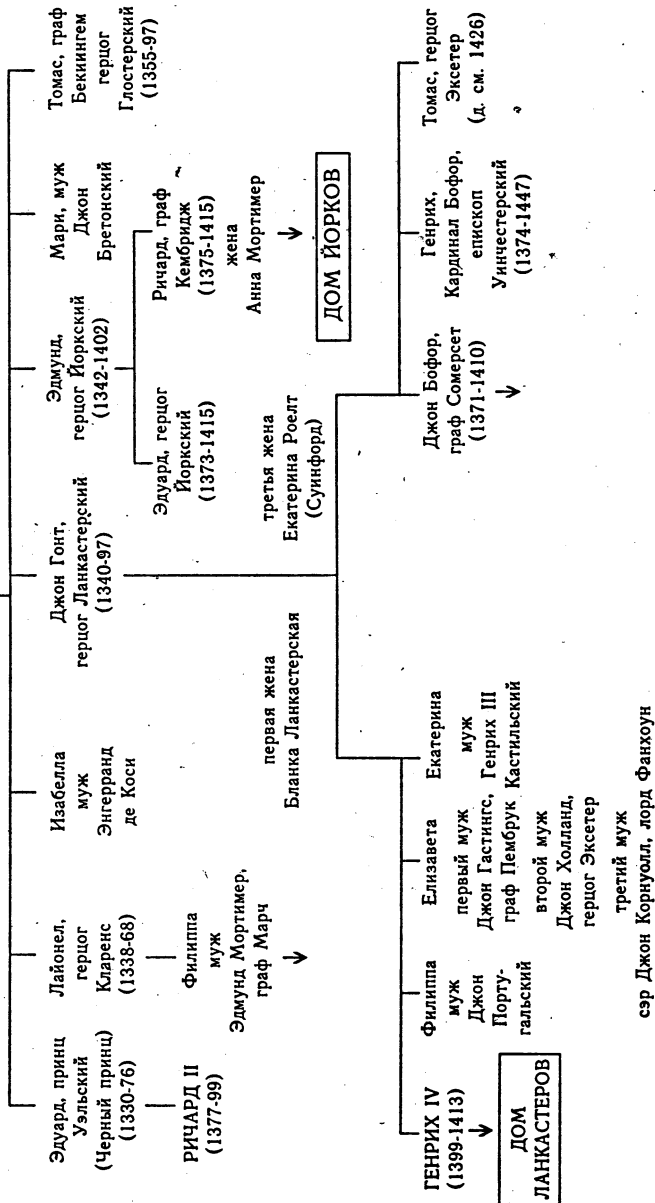 Эдуард, принц
Уэльский
(Черный принц)
(1330-76)
РИЧАРД II
(1377-99)
Лайонел,
герцог
Кларенс
(1338-68)
Филиппа
муж
Эдмунд Мортимер,
граф Марч
Изабелла
муж
Энгерранд
де Коси
Джон Гонт,
герцог Ланкастерский
(1340-97)
Эдмунд,
герцог Йоркский
(1342-1402)
Эдуард, герцог
Йоркский
(1373-1415)
Ричард, граф
Кембридж
(1375-1415)
жена
Анна Мортимер
ДОМ ЙОРКОВ
Мари, муж
Джон
Бретонский
Томас, граф
Бекиингем
герцог
Глостерский
(1355-97)
первая жена
Бланка Ланкастерская
третья жена
Екатерина Роелт
(Суинфорд)
ГЕНРИХ IV
(1399-1413)
ДОМ
ЛАНКАСТЕРОВ
Филиппа
муж
Джон
Порту-
гальский
Елизавета
первый муж
Джон Гастингс,
граф Пембрук
второй муж
Джон Холланд,
герцог Эксетер
третий муж
сэр Джон Корнуолл, лорд Фанхоун
Екатерина
муж
Генрих III
Кастильский
Джон Бофор,
граф Сомерсет
(1371-1410)
Генрих,
Кардинал Бофор,
епископ
Уинчестерский
(1374-1447)
Томас, герцог
Эксетер
(д. см. 1426)